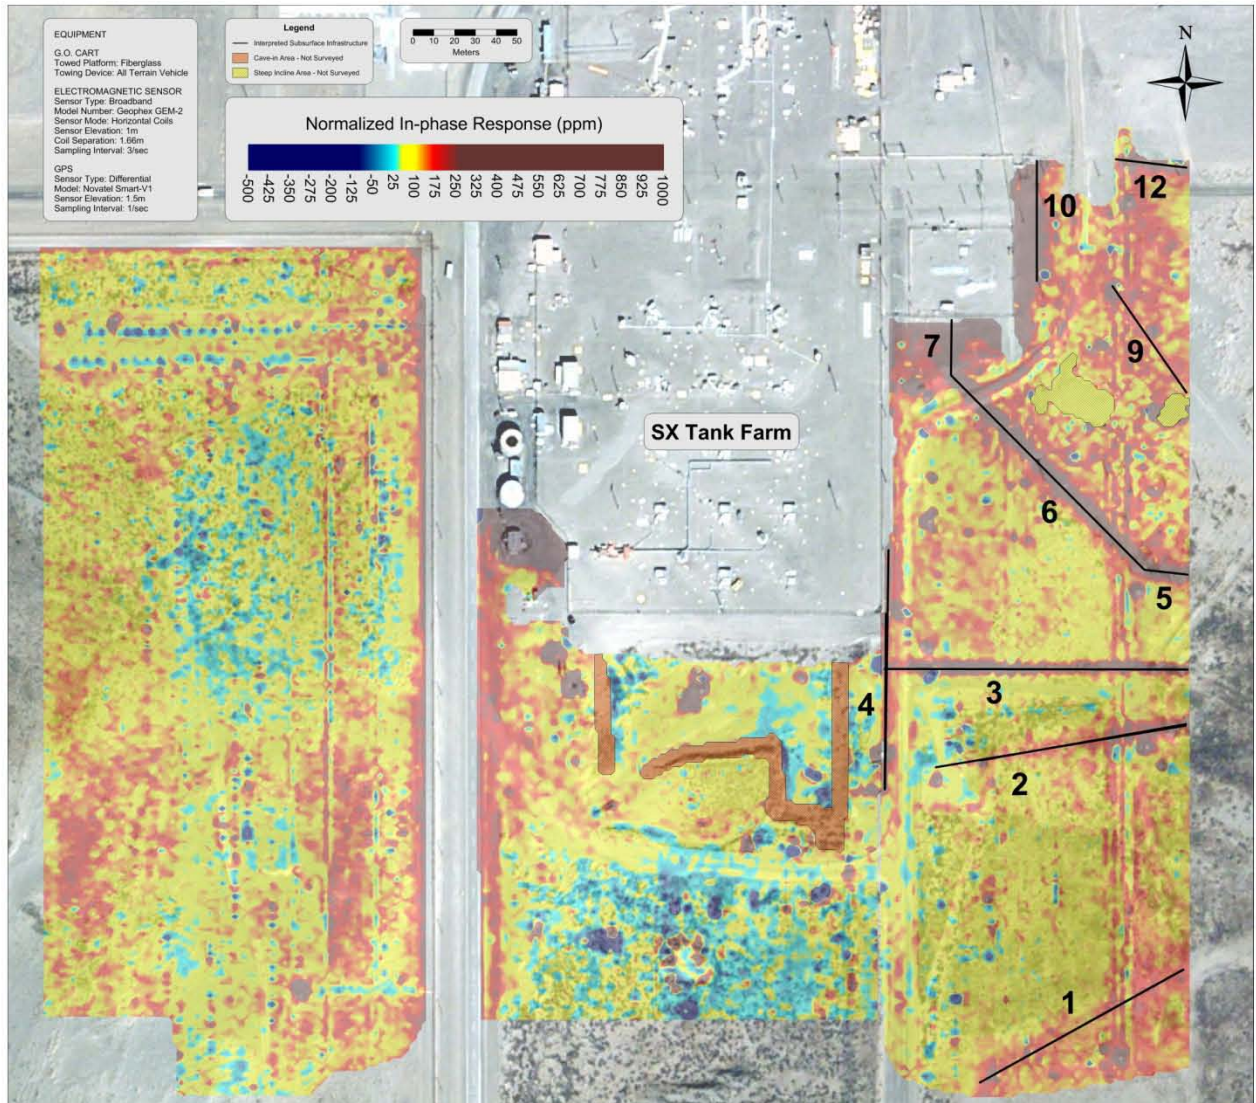 EQUIPMENT
G.O. CART
Towed Platform: Fiberglass
Towing Device: All Terrain Vehicle
ELECTROMAGNETIC SENSOR
Sensor Type: Broadband
Model Number: Geophex GEM-2
Sensor Mode: Horizontal Coils
Sensor Elevation: 1m
Coil Separation: 1.66m
Sampling Interval: 3/sec
GPS
Sensor Type: Differential
Model: Novatel Smart-V1
Sensor Elevation: 1.5m
Sampling Interval: 1/sec
Legend
Interpreted Subsurface Infrastructure
Cave-in Area - Not Surveyed
Steep Incline Area - Not Surveyed
0 10 20 30 40 50
Meters
Normalized In-phase Response (ppm)
-500 -425 -350 -275 -200 -125 -50 25 100 175 250 325 400 475 550 625 700 775 850 925 1000
N
12
10
7
9
SX Tank Farm
6
5
3
4
2
1